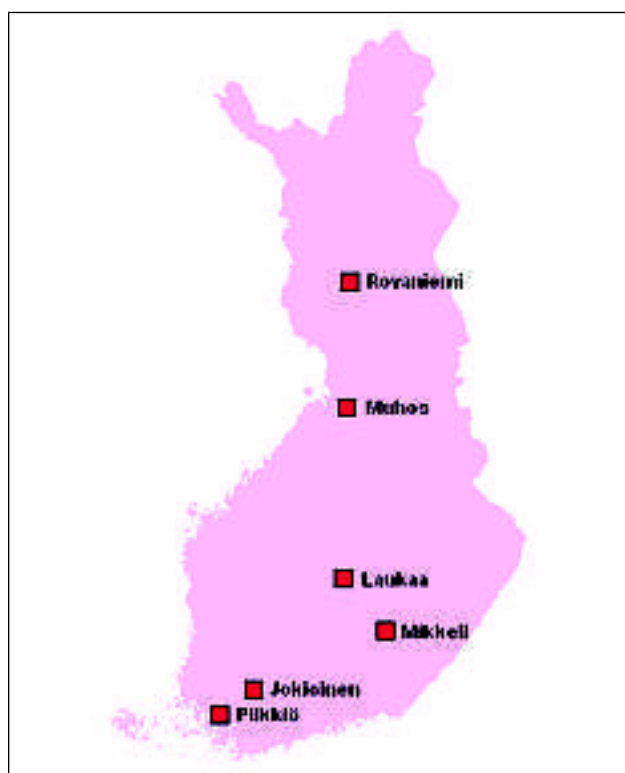 Rovaniemi
Muhos
Laukaa
Mikkeli
Jokioinen
Piikkiö